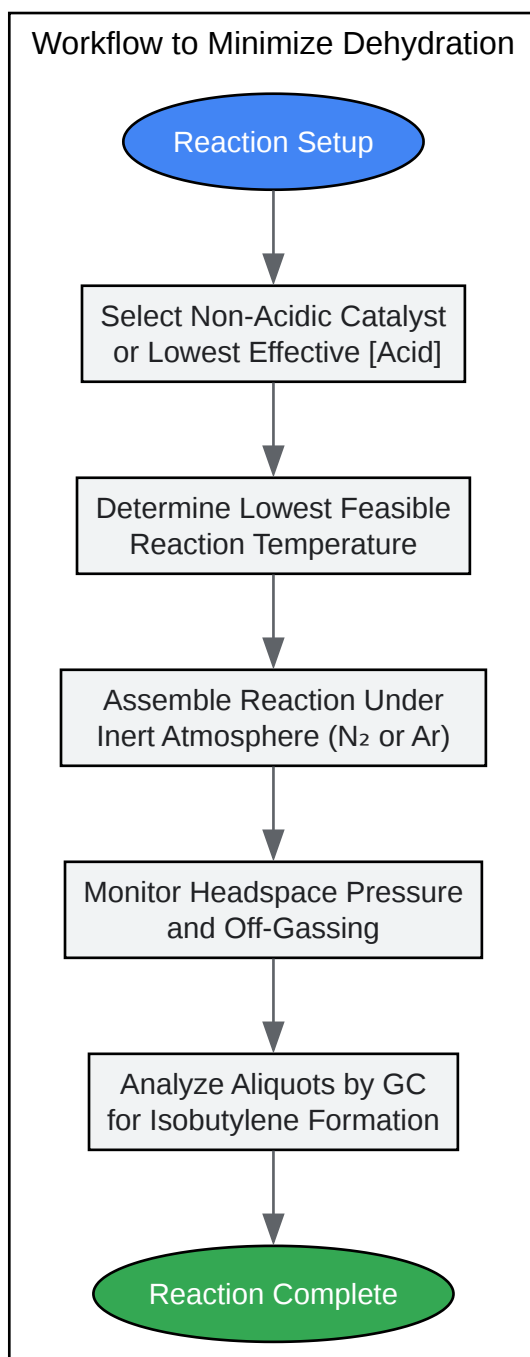 Workflow to Minimize Dehydration
Reaction Setup
Select Non-Acidic Catalyst
or Lowest Effective [Acid]
Determine Lowest Feasible
Reaction Temperature
Assemble Reaction Under
Inert Atmosphere (N₂ or Ar)
Monitor Headspace Pressure
and Off-Gassing
Analyze Aliquots by GC
for Isobutylene Formation
Reaction Complete